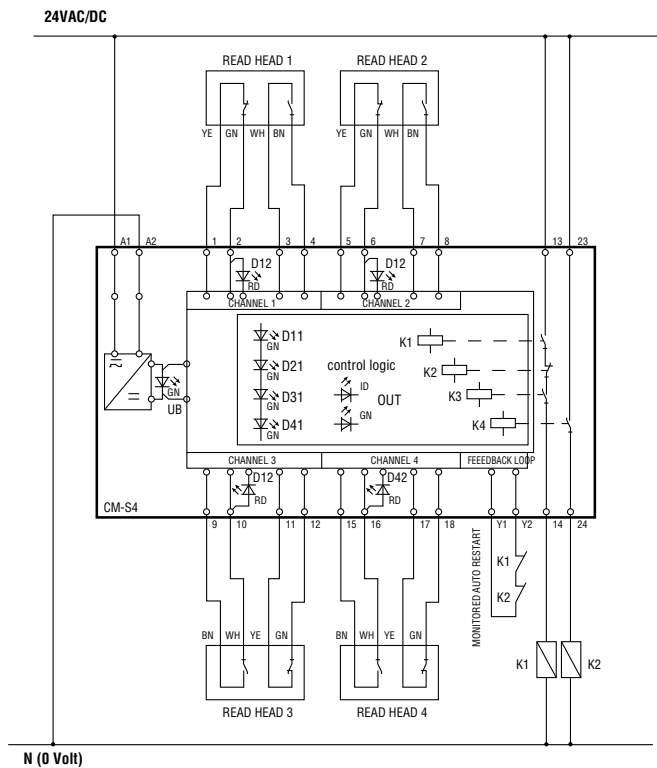 24VAC/DC
READ HEAD 1 READ HEAD 2
YE GN WH BN YE GN WH BN
A1 A2 1 2 3 4 5 6 7 8 13 23
D12 D12
RD RD
CHANNEL 1 CHANNEL 2
D11
GN
K1
D21
GN
control logic
K2
D31
GN
ID
OUT
K3
D41
GN
GN
K4
GN
UB
CHANNEL 3 CHANNEL 4 FEEEDBACK LOOP
D12 D42
RD RD
CM-S4
9 10 11 12 15 16 17 18 Y1 Y2 14 24
MONITORED AUTO RESTART
K1
K2
BN WH YE GN BN WH YE GN
K1 K2
READ HEAD 3 READ HEAD 4
N (0 Volt)